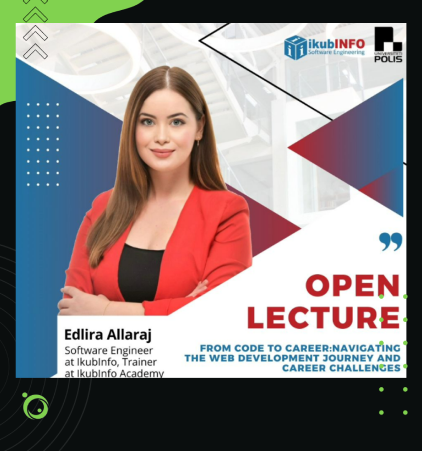 ikubINFO
Software Engineering
UNIVERSITETI
POLIS
OPEN
LECTURE
Edlira Allaraj
Software Engineer
at IkubInfo, Trainer
at Ikubinfo Academy
FROM CODE TO CAREER:NAVIGATING
THE WEB DEVELOPMENT JOURNEY AND
CAREER CHALLENGES